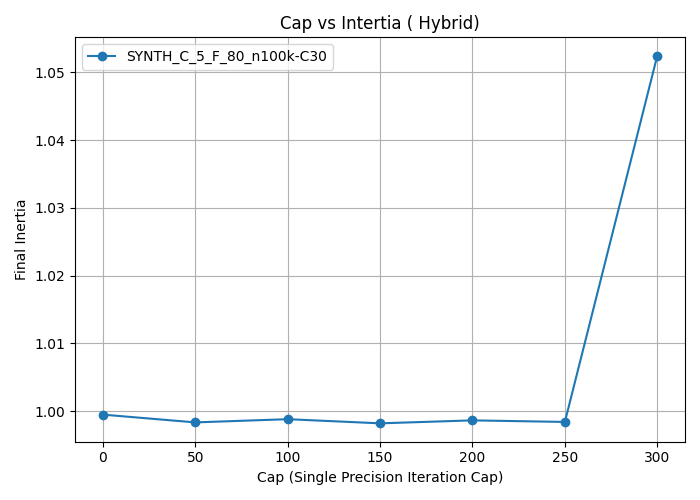 Cap vs Intertia ( Hybrid)
SYNTH_C_5_F_80_n100k-C30
1.05
1.04
1.03
1.02
1.01
1.00
Final Inertia
0 50 100 150 200 250 300
Cap (Single Precision Iteration Cap)